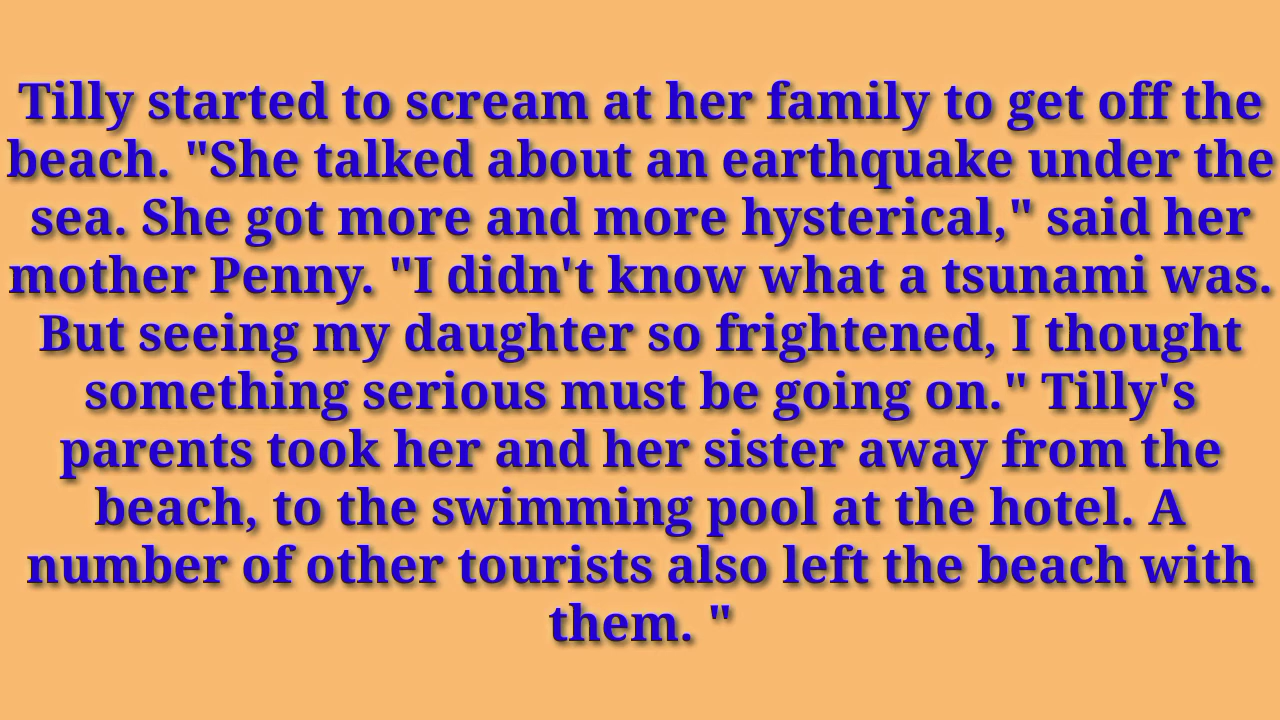 Tilly started to scream at her family to get off the
beach. "She talked about an earthquake under the
sea. She got more and more hysterical," said her
mother Penny. "I didn't know what a tsunami was.
But seeing my daughter so frightened, I thought
something serious must be going on." Tilly's
parents took her and her sister away from the
beach, to the swimming pool at the hotel. A
number of other tourists also left the beach with
them. "